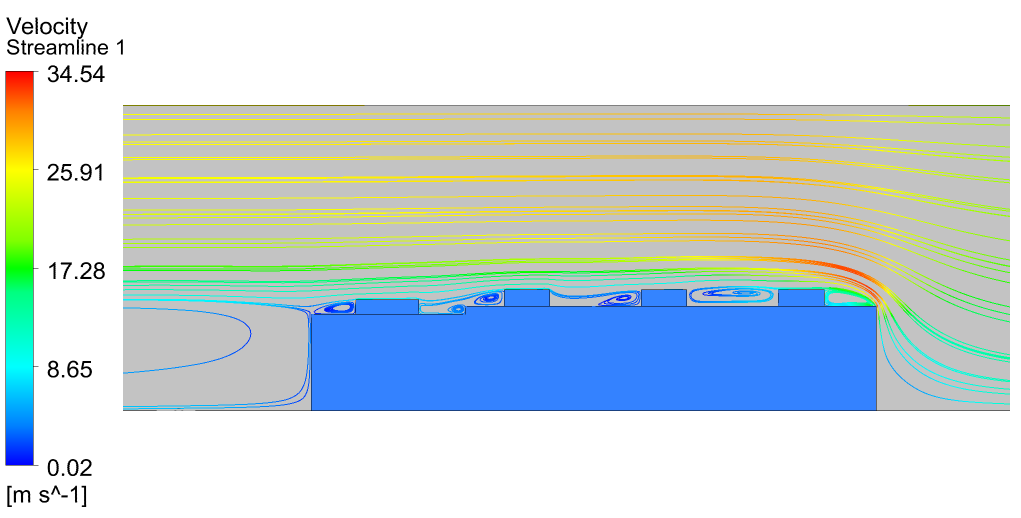 Velocity
Streamline 1
34.54
25.91
17.28
8.65
0.02
[m s^-1]